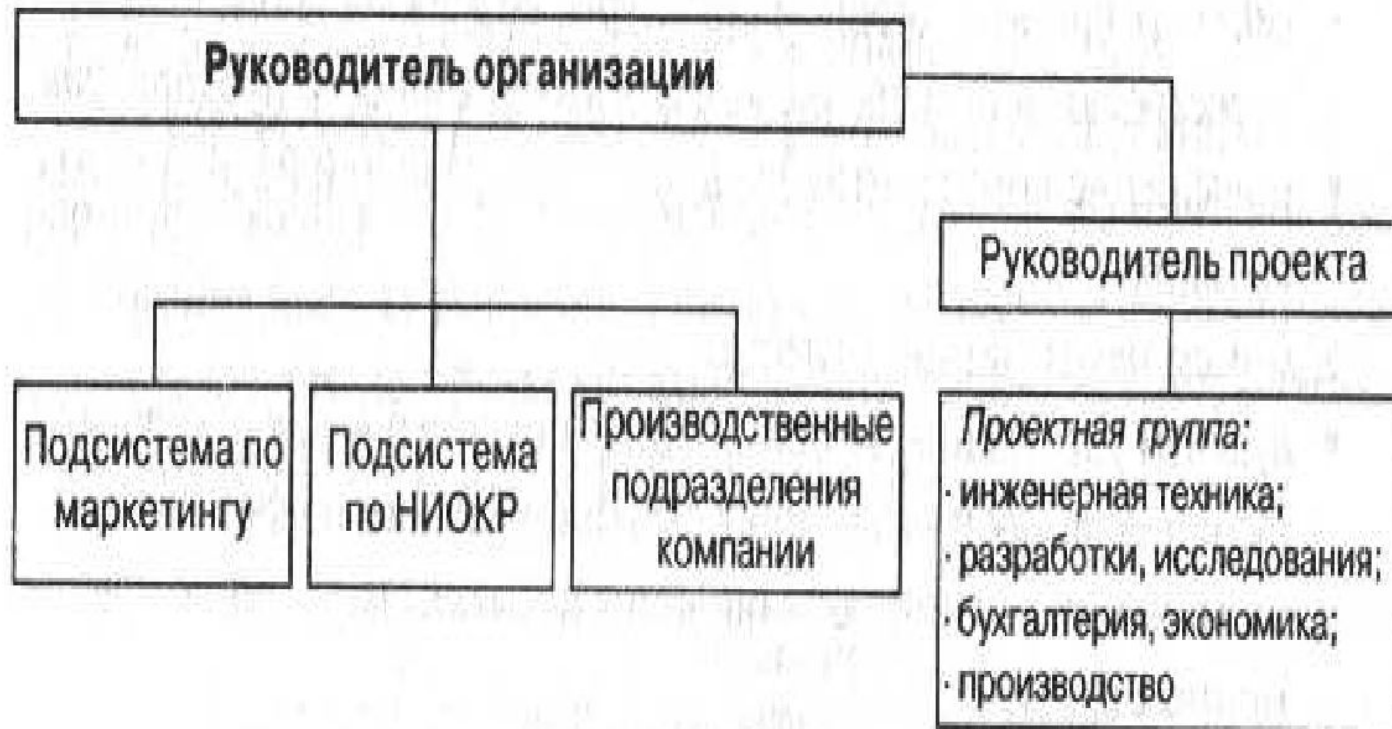 Руководитель организации
Руководитель проекта
Подсистема по
маркетингу
Подсистема
по НИОКР
Производственные
подразделения
компании
Проектная группа:
· инженерная техника;
· разработки, исследования;
· бухгалтерия, экономика;
· производство